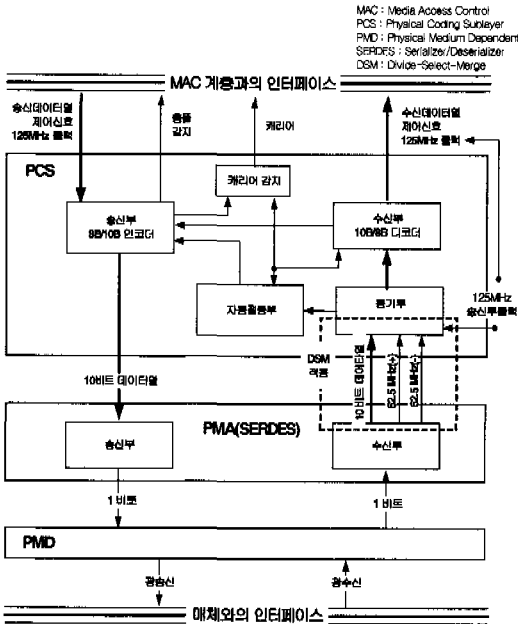 MAC : Media Access Control
PCS : Physical Coding Sublayer
PMD : Physical Medium Dependent
SERDES : Serializer/Deserializer
DSM : Divide-Select-Merge
MAC 계층과의 인터페이스
송신데이터열
제어신호
125MHz 클럭
충돌
감지
캐리어
수신데이터열
제어신호
125MHz 클럭
PCS
캐리어 감지
송신부
8B/10B 인코더
수신부
10B/8B 디코더
자동절충부
동기부
125MHz
송신부클럭
DSM
적용
10비트 데이터열
62.5 MHz(+)
62.5 MHz(-)
10비트 데이터열
PMA(SERDES)
송신부
수신부
1 비트
1 비트
PMD
광송신
광수신
매체와의 인터페이스